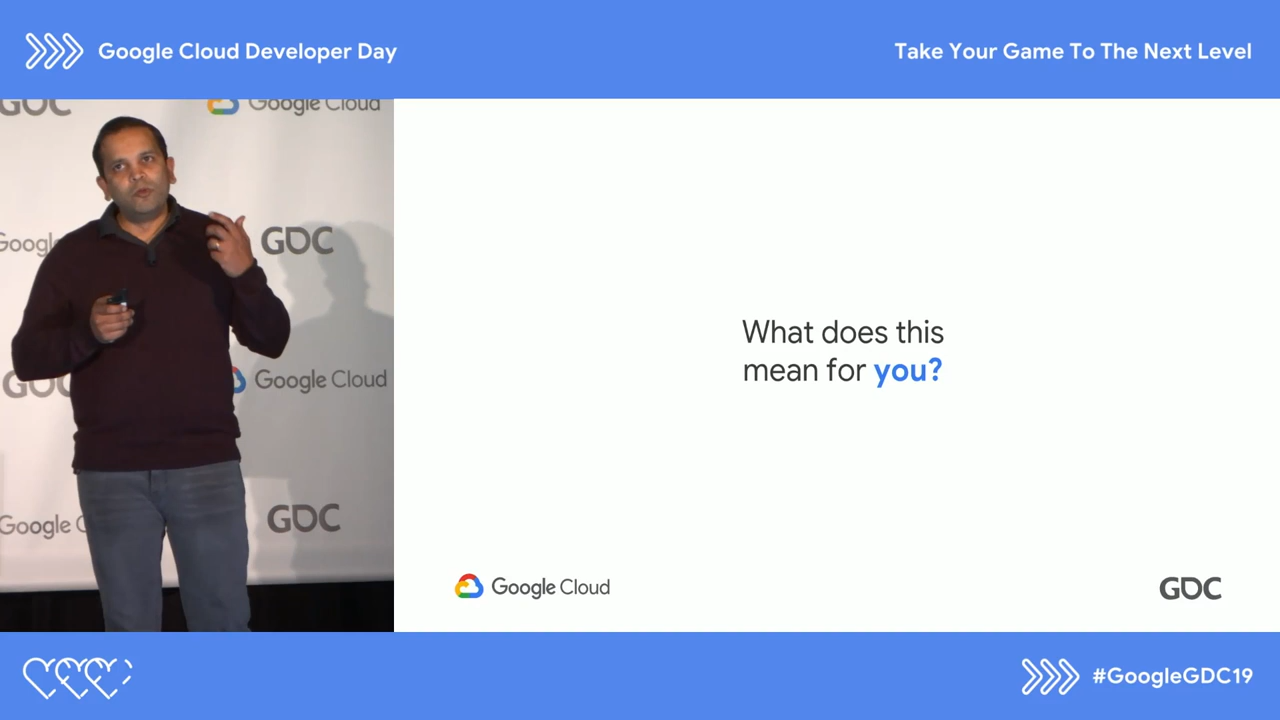 Google Cloud Developer Day
Take Your Game To The Next Level
GDC
Google Cloud
Google
GDC
GDC
Google Cloud
Google C
GDC
What does this
mean for you?
Google Cloud
GDC
#GoogleGDC19